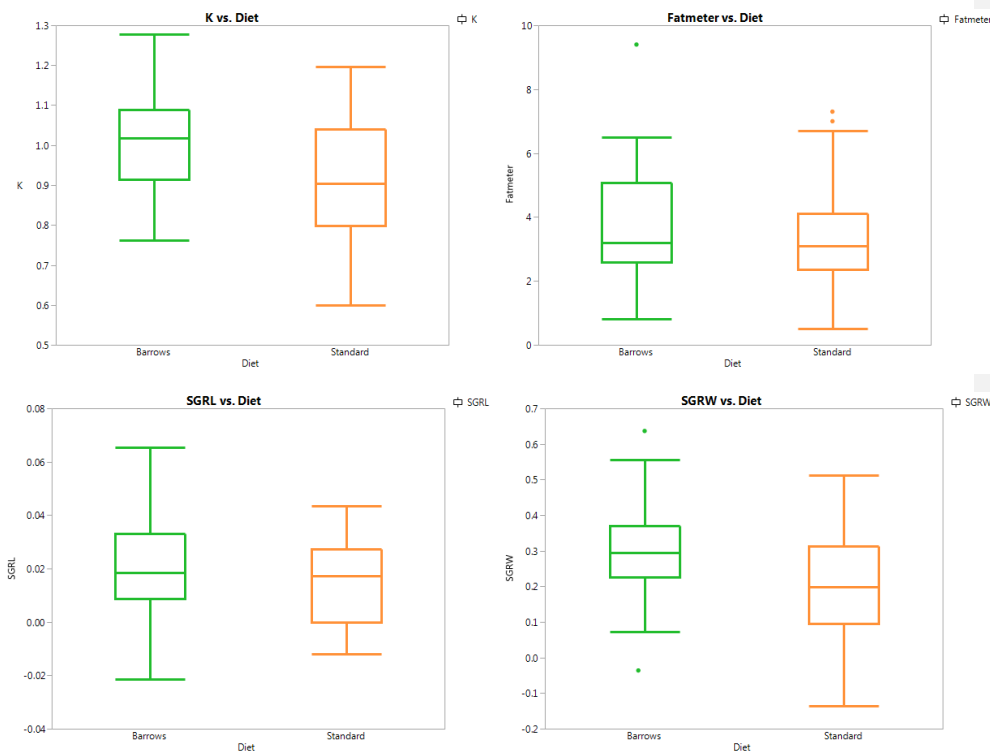 K vs. Diet
K
1.3
1.2
1.1
1.0
0.9
0.8
0.7
0.6
0.5
K
Barrows
Standard
Diet
Fatmeter vs. Diet
Fatmeter
10
8
6
4
2
0
Fatmeter
Barrows
Standard
Diet
SGRL vs. Diet
SGRL
0.08
0.06
0.04
0.02
0.00
-0.02
-0.04
SGRL
Barrows
Standard
Diet
SGRW vs. Diet
SGRW
0.7
0.6
0.5
0.4
0.3
0.2
0.1
0.0
-0.1
-0.2
SGRW
Barrows
Standard
Diet